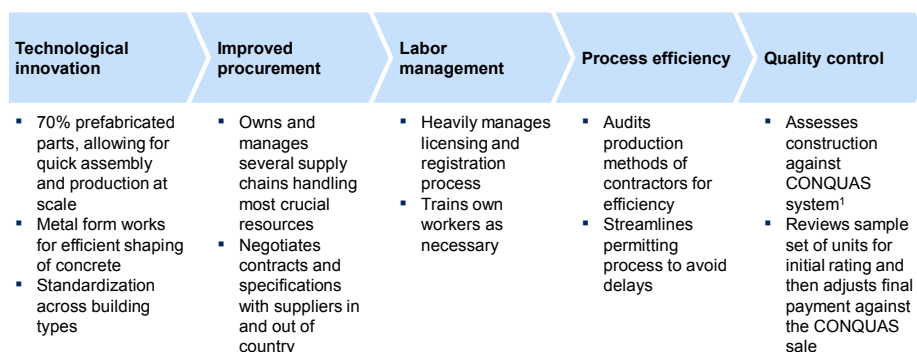 Technological
innovation
Improved
procurement
Labor
management
Process efficiency
Quality control
▪ 70% prefabricated
parts, allowing for
quick assembly
and production at
scale
▪ Metal form works
for efficient shaping
of concrete
▪ Standardization
across building
types
▪ Owns and
manages
several supply
chains handling
most crucial
resources
▪ Negotiates
contracts and
specifications
with suppliers in
and out of
country
▪ Heavily manages
licensing and
registration
process
▪ Trains own
workers as
necessary
▪ Audits
production
methods of
contractors for
efficiency
▪ Streamlines
permitting
process to avoid
delays
▪ Assesses
construction
against
CONQUAS
system¹
▪ Reviews sample
set of units for
initial rating and
then adjusts final
payment against
the CONQUAS
sale